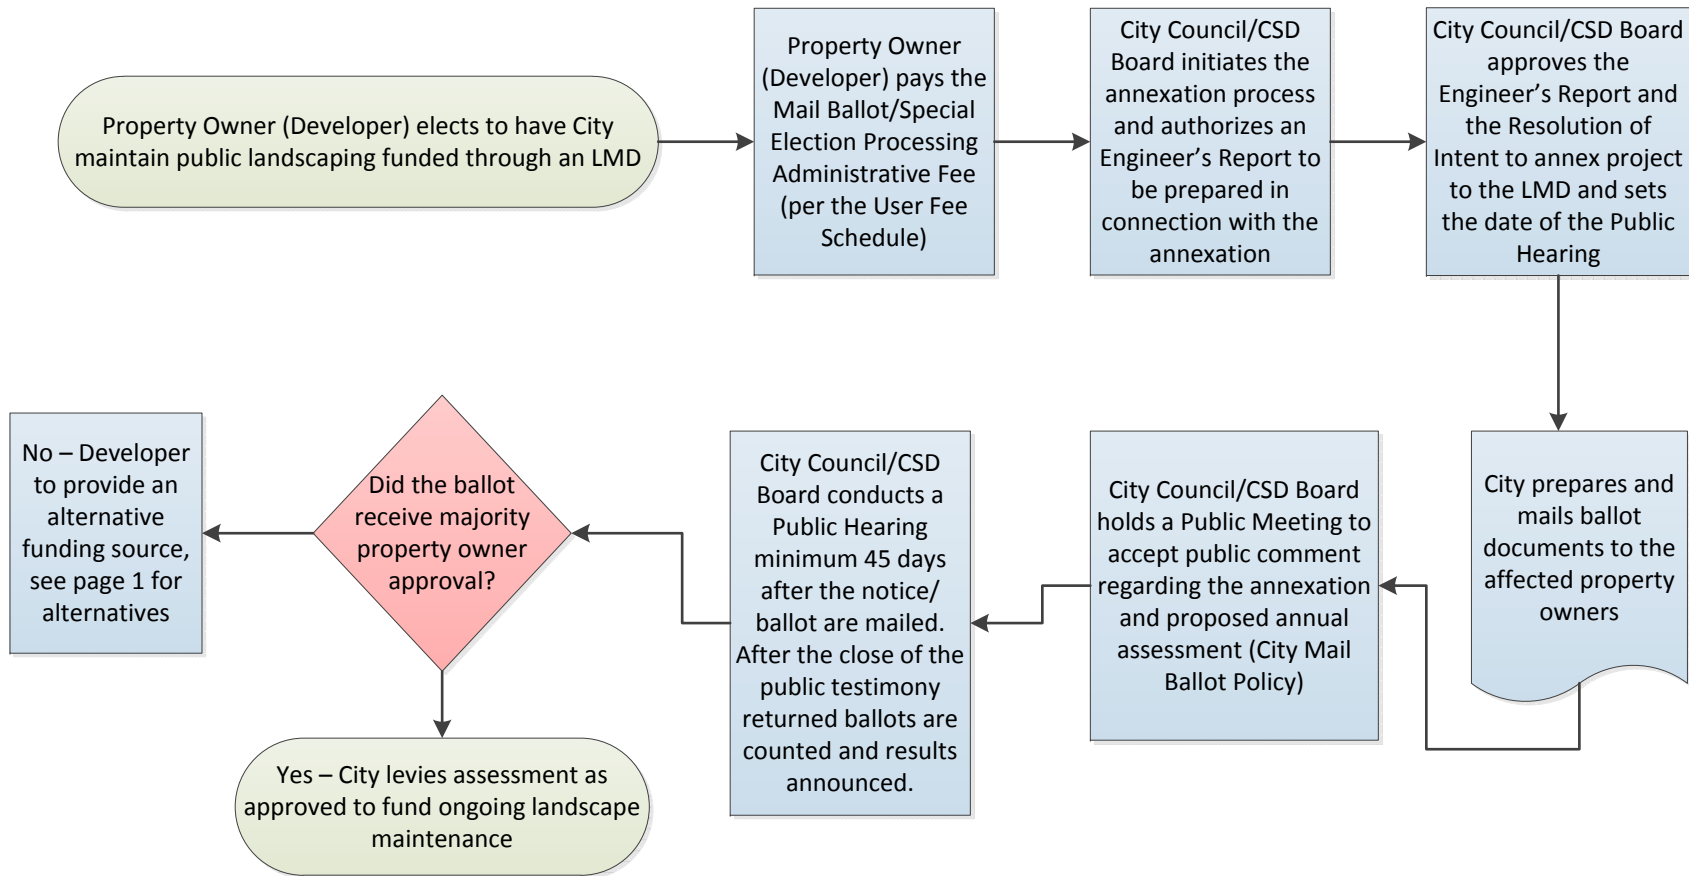 Property Owner (Developer) elects to have City
maintain public landscaping funded through an LMD
Property Owner
(Developer) pays the
Mail Ballot/Special
Election Processing
Administrative Fee
(per the User Fee
Schedule)
City Council/CSD
Board initiates the
annexation process
and authorizes an
Engineer’s Report to
be prepared in
connection with the
annexation
City Council/CSD Board
approves the
Engineer’s Report and
the Resolution of
Intent to annex project
to the LMD and sets
the date of the Public
Hearing
City prepares and
mails ballot
documents to the
affected property
owners
City Council/CSD Board
holds a Public Meeting to
accept public comment
regarding the annexation
and proposed annual
assessment (City Mail
Ballot Policy)
City Council/CSD
Board conducts a
Public Hearing
minimum 45 days
after the notice/
ballot are mailed.
After the close of the
public testimony
returned ballots are
counted and results
announced.
Did the ballot
receive majority
property owner
approval?
No – Developer
to provide an
alternative
funding source,
see page 1 for
alternatives
Yes – City levies assessment as
approved to fund ongoing landscape
maintenance